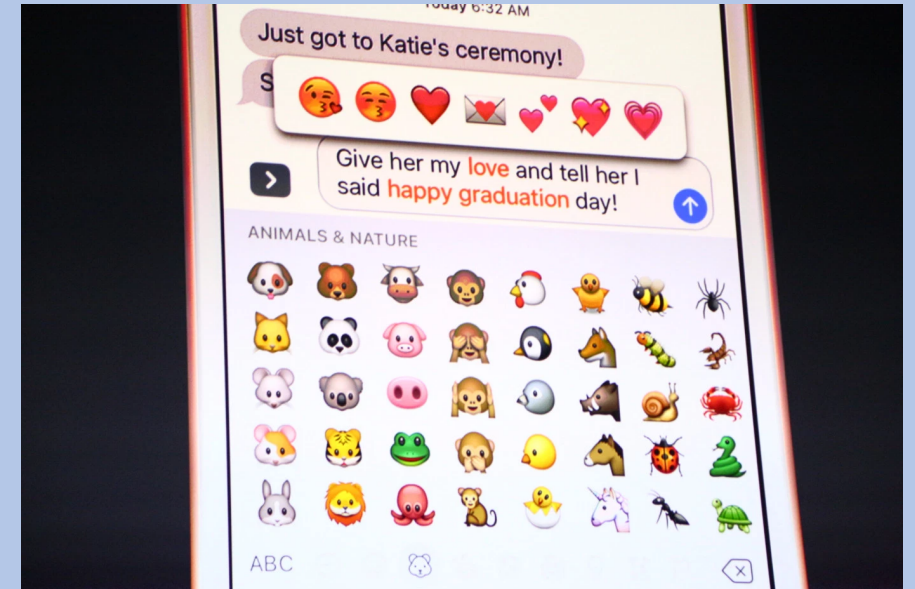 Today 6:32 AM
Just got to Katie's ceremony!
S
Give her my love and tell her I
said happy graduation day!
ANIMALS & NATURE
ABC